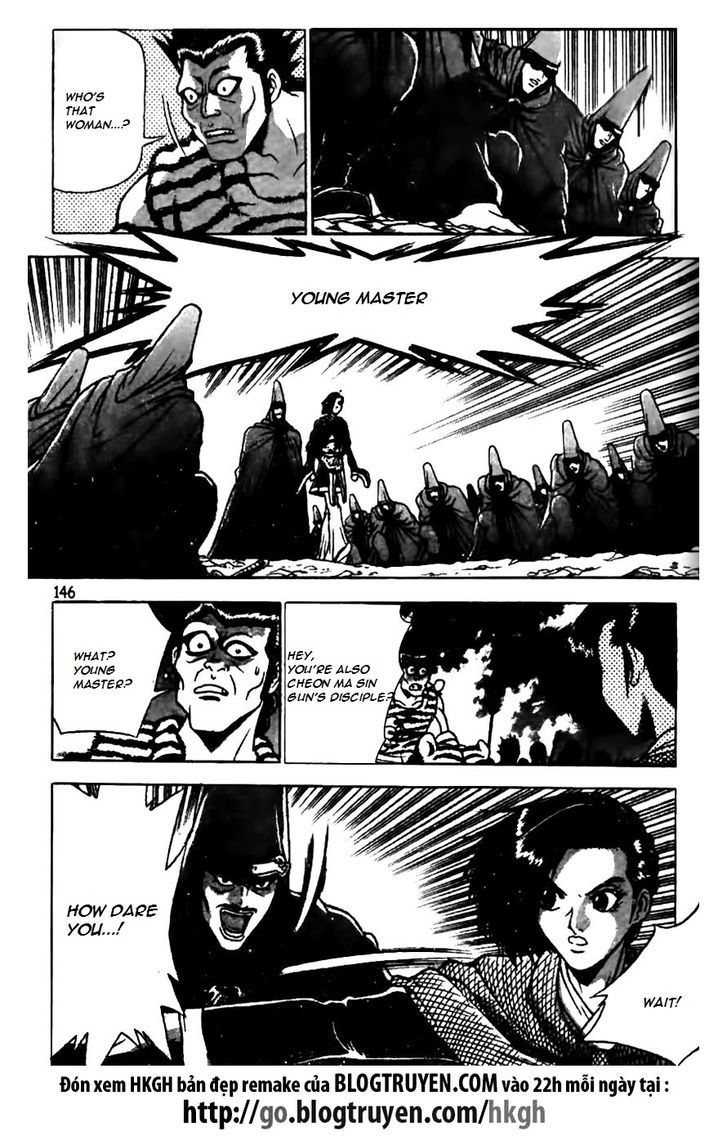 WHO'S
THAT
WOMAN...?
YOUNG MASTER
146
WHAT?
YOUNG
MASTER?
HEY,
YOU'RE ALSO
CHEON MA SIN
GUN'S DISCIPLE?
HOW DARE
YOU...!
WAIT!
Đón xem HKGH bản đẹp remake của BLOGTRUYEN.COM vào 22h mỗi ngày tại :
http://go.blogtruyen.com/hkgh